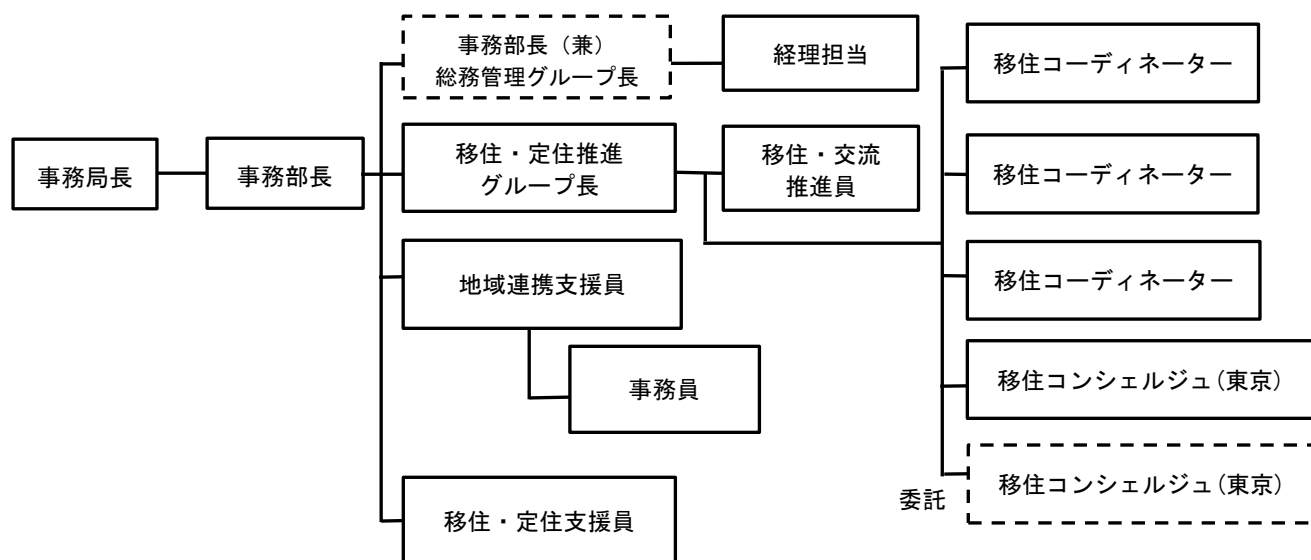 事務局長
事務部長
事務部長（兼）
総務管理グループ長
経理担当
移住・定住推進
グループ長
移住・交流
推進員
地域連携支援員
事務員
移住・定住支援員
移住コーディネーター
移住コーディネーター
移住コーディネーター
移住コンシェルジュ(東京)
委託
移住コンシェルジュ(東京)